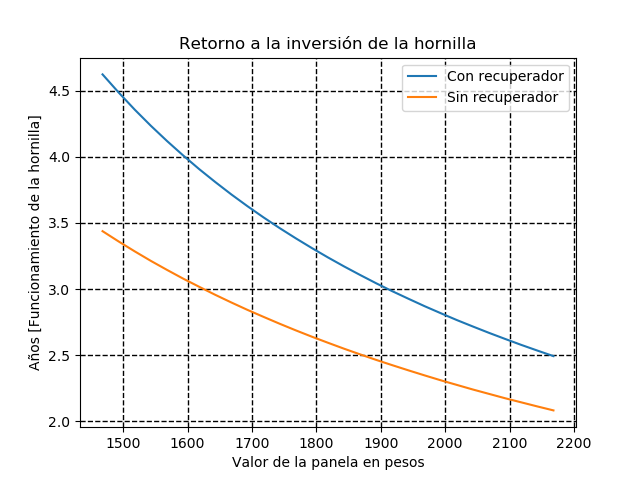 Retorno a la inversión de la hornilla
Con recuperador
Sin recuperador
Años [Funcionamiento de la hornilla]
4.5
4.0
3.5
3.0
2.5
2.0
1500 1600 1700 1800 1900 2000 2100 2200
Valor de la panela en pesos